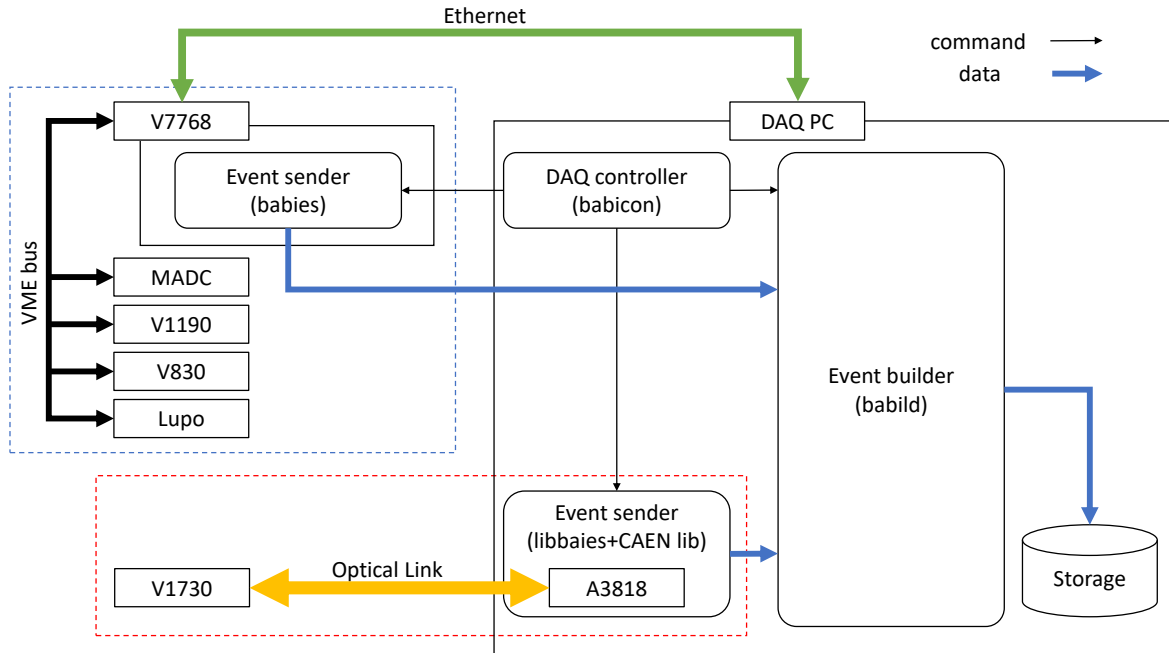 Ethernet
command
data
V7768
DAQ PC
Event sender
(babies)
DAQ controller
(babicon)
VME bus
MADC
V1190
V830
Lupo
Event builder
(babild)
Event sender
(libbaies+CAEN lib)
Optical Link
V1730
A3818
Storage